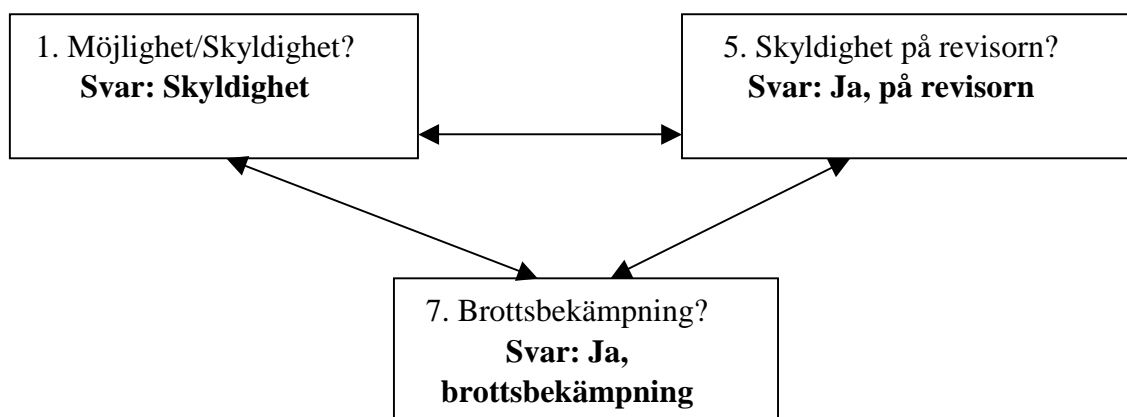 1. Möjlighet/Skyldighet?
Svar: Skyldighet
5. Skyldighet på revisorn?
Svar: Ja, på revisorn
7. Brottsbekämpning?
Svar: Ja,
brottsbekämpning